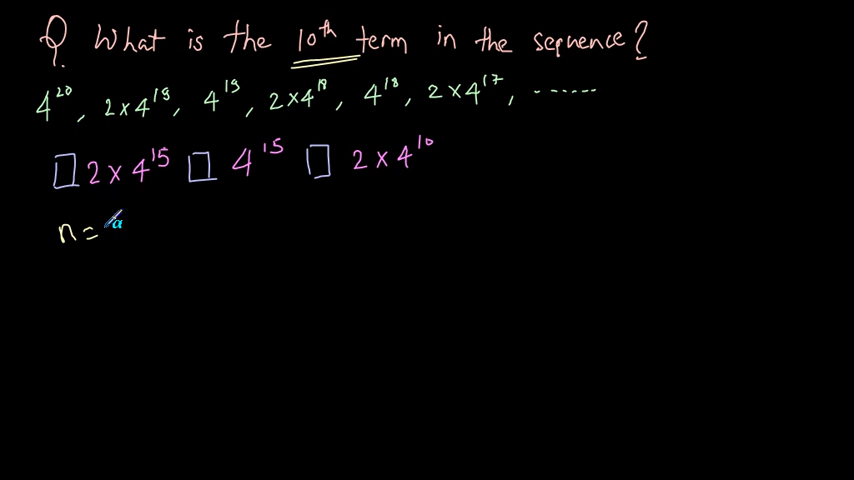 Q. What is the 10th term in the sequence?
4^20, 2×4^19, 4^19, 2×4^18, 4^18, 2×4^17, ......
□ 2×4^15 □ 4^15 □ 2×4^10
n =